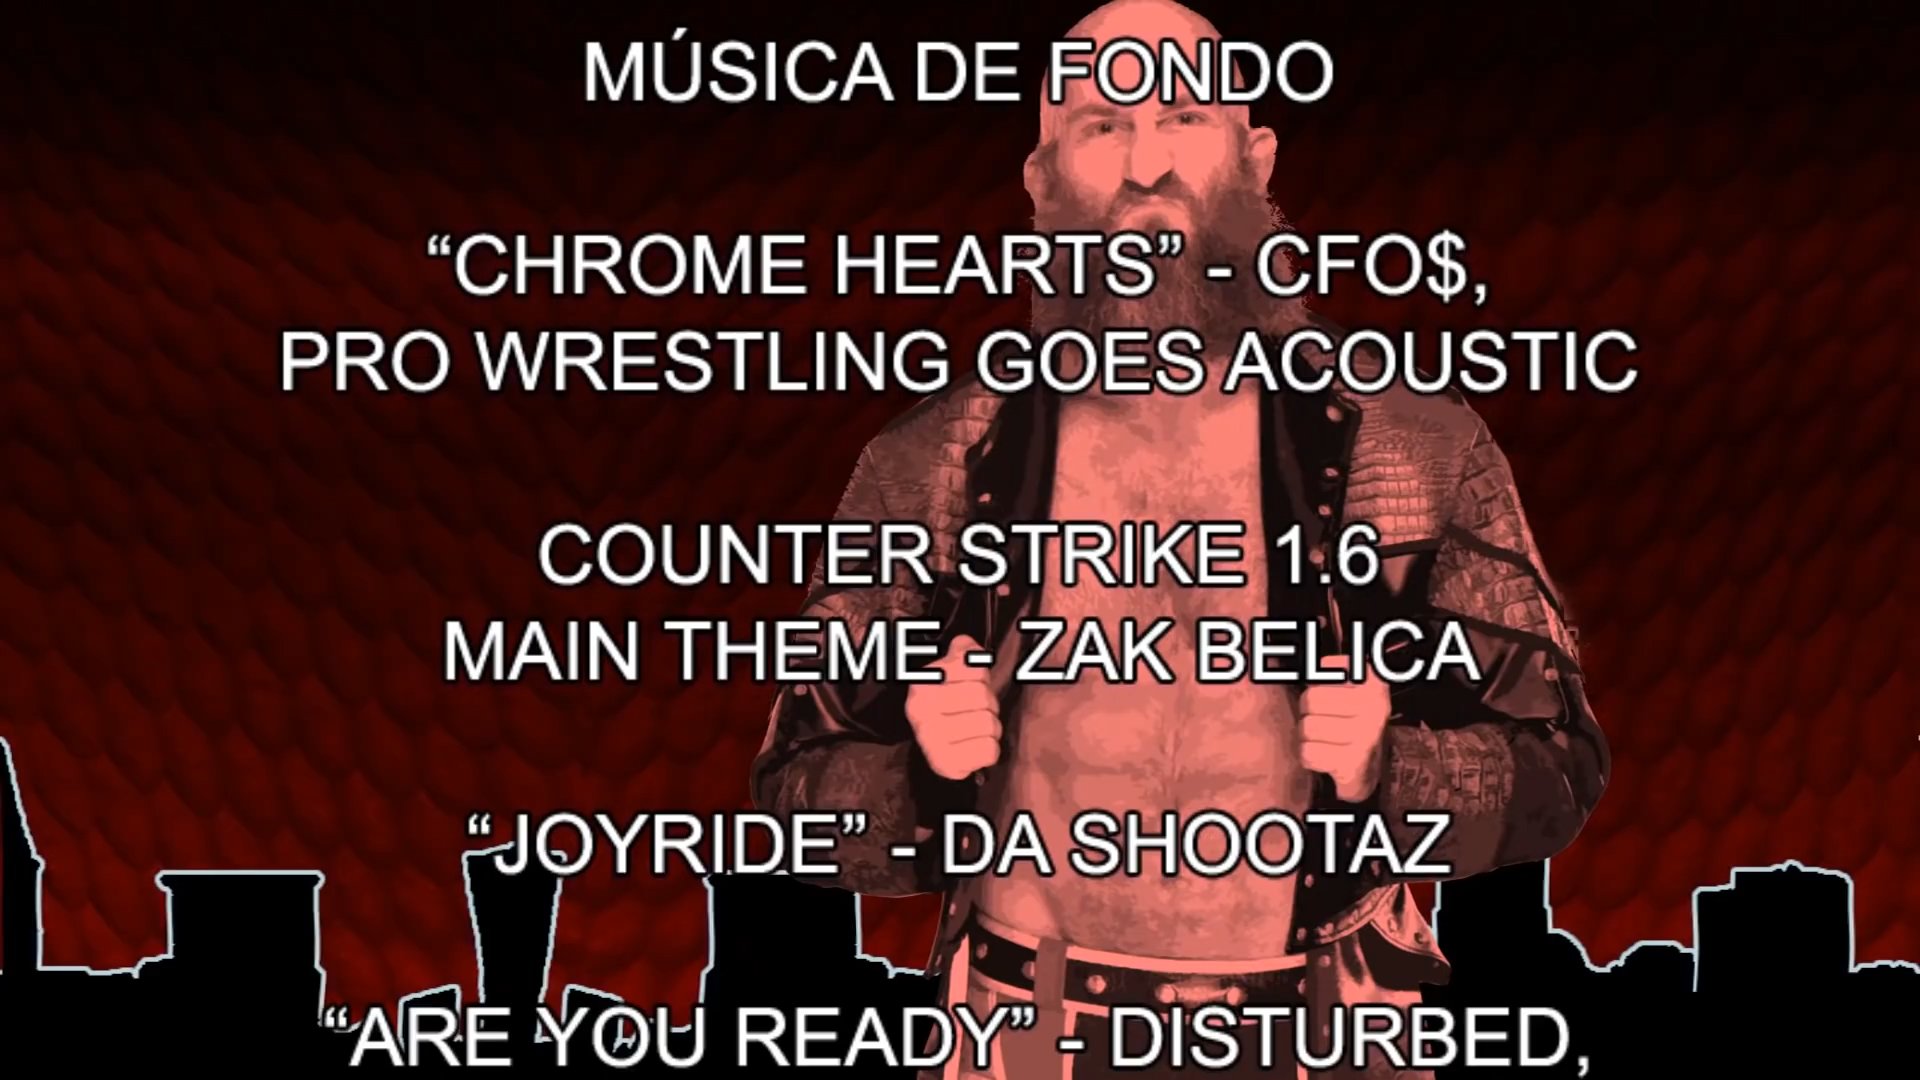 MÚSICA DE FONDO
“CHROME HEARTS” - CFO$,
PRO WRESTLING GOES ACOUSTIC
COUNTER STRIKE 1.6
MAIN THEME - ZAK BELICA
“JOYRIDE” - DA SHOOTAZ
“ARE YOU READY” - DISTURBED,